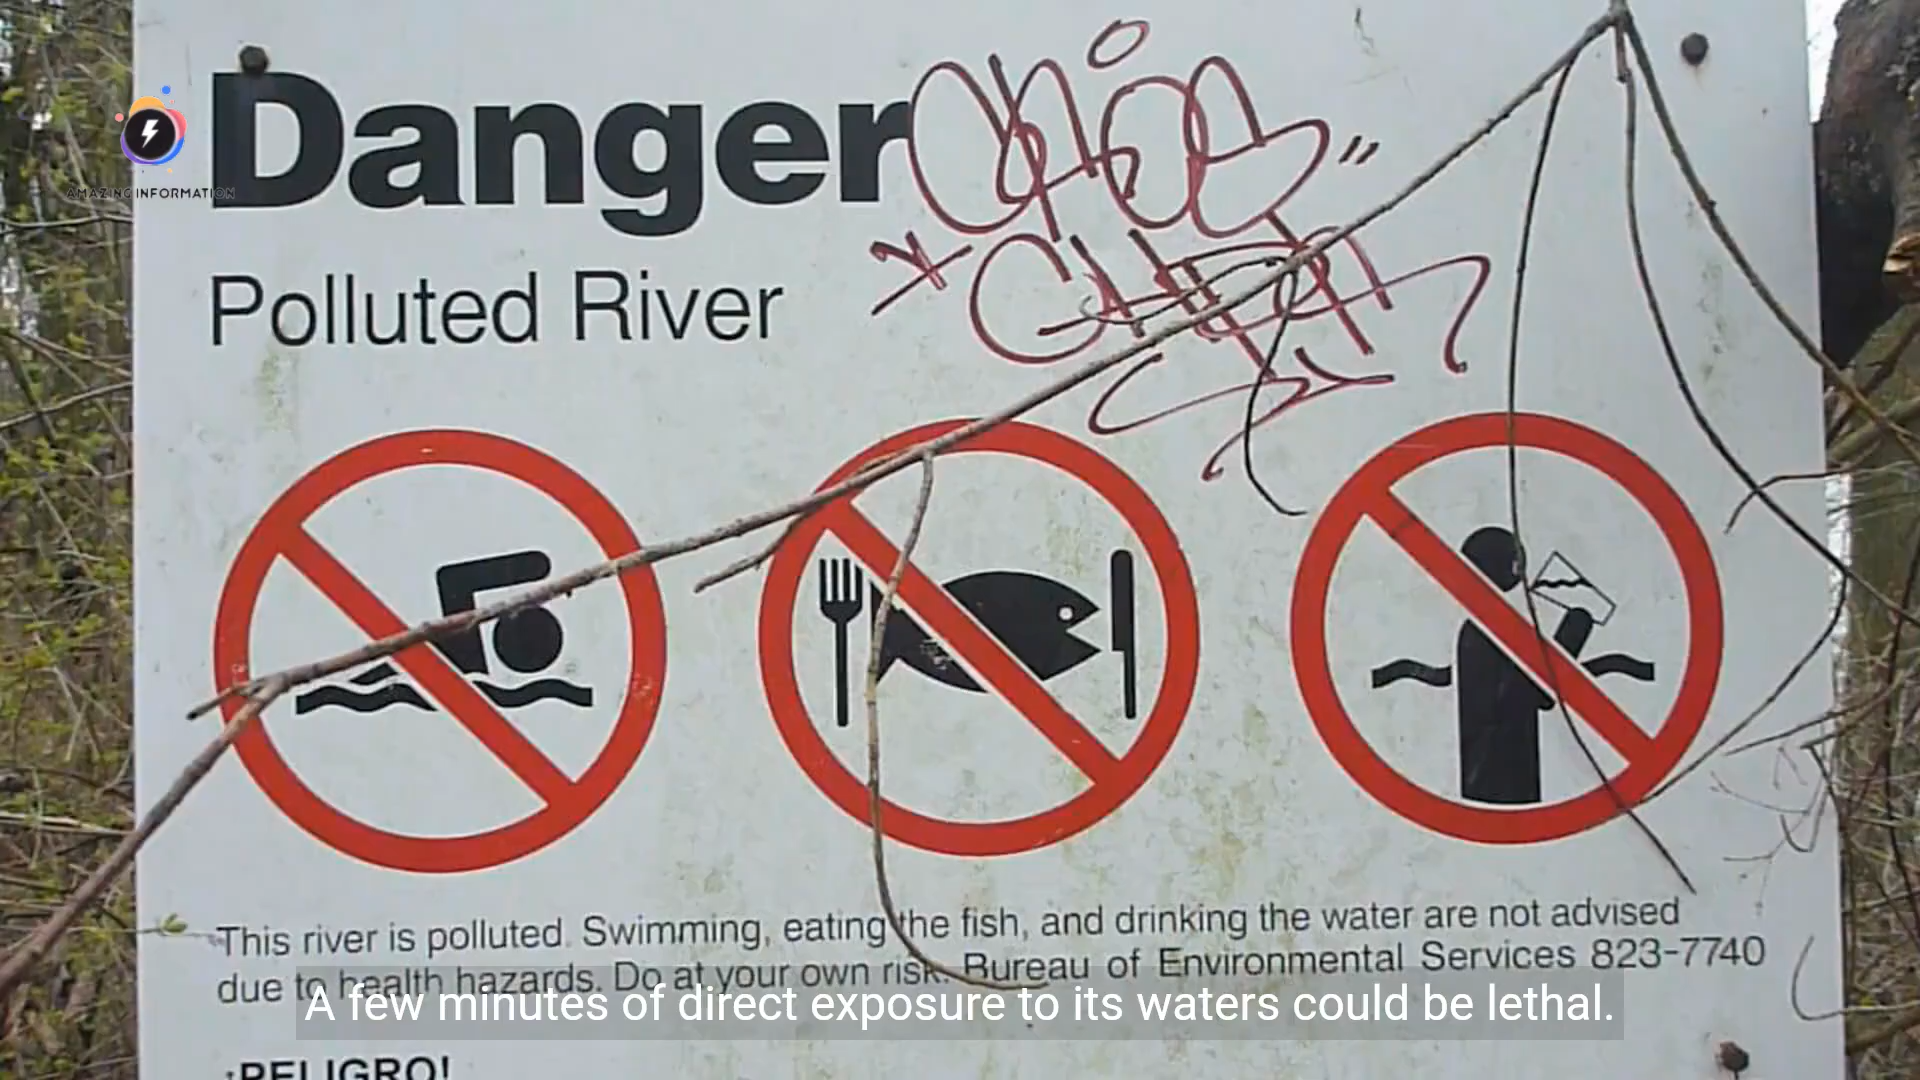 Danger
Polluted River
AMAZING INFORMATION
This river is polluted. Swimming, eating the fish, and drinking the water are not advised
due to health hazards. Do at your own risk. Bureau of Environmental Services 823-7740
A few minutes of direct exposure to its waters could be lethal.
¡PELIGRO!